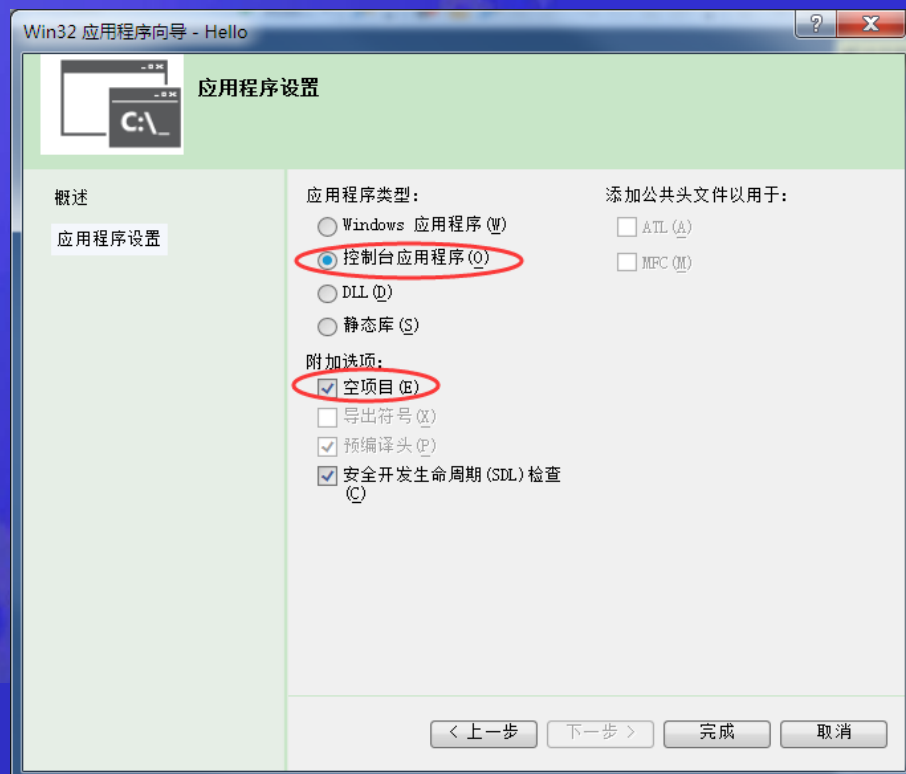 Win32 应用程序向导 - Hello
C:\_
应用程序设置
概述
应用程序设置
应用程序类型:
Windows 应用程序(W)
控制台应用程序(O)
DLL(D)
静态库(S)
附加选项:
空项目(E)
导出符号(X)
预编译头(P)
安全开发生命周期(SDL)检查
(C)
添加公共头文件以用于:
ATL(A)
MFC(M)
< 上一步
下一步 >
完成
取消